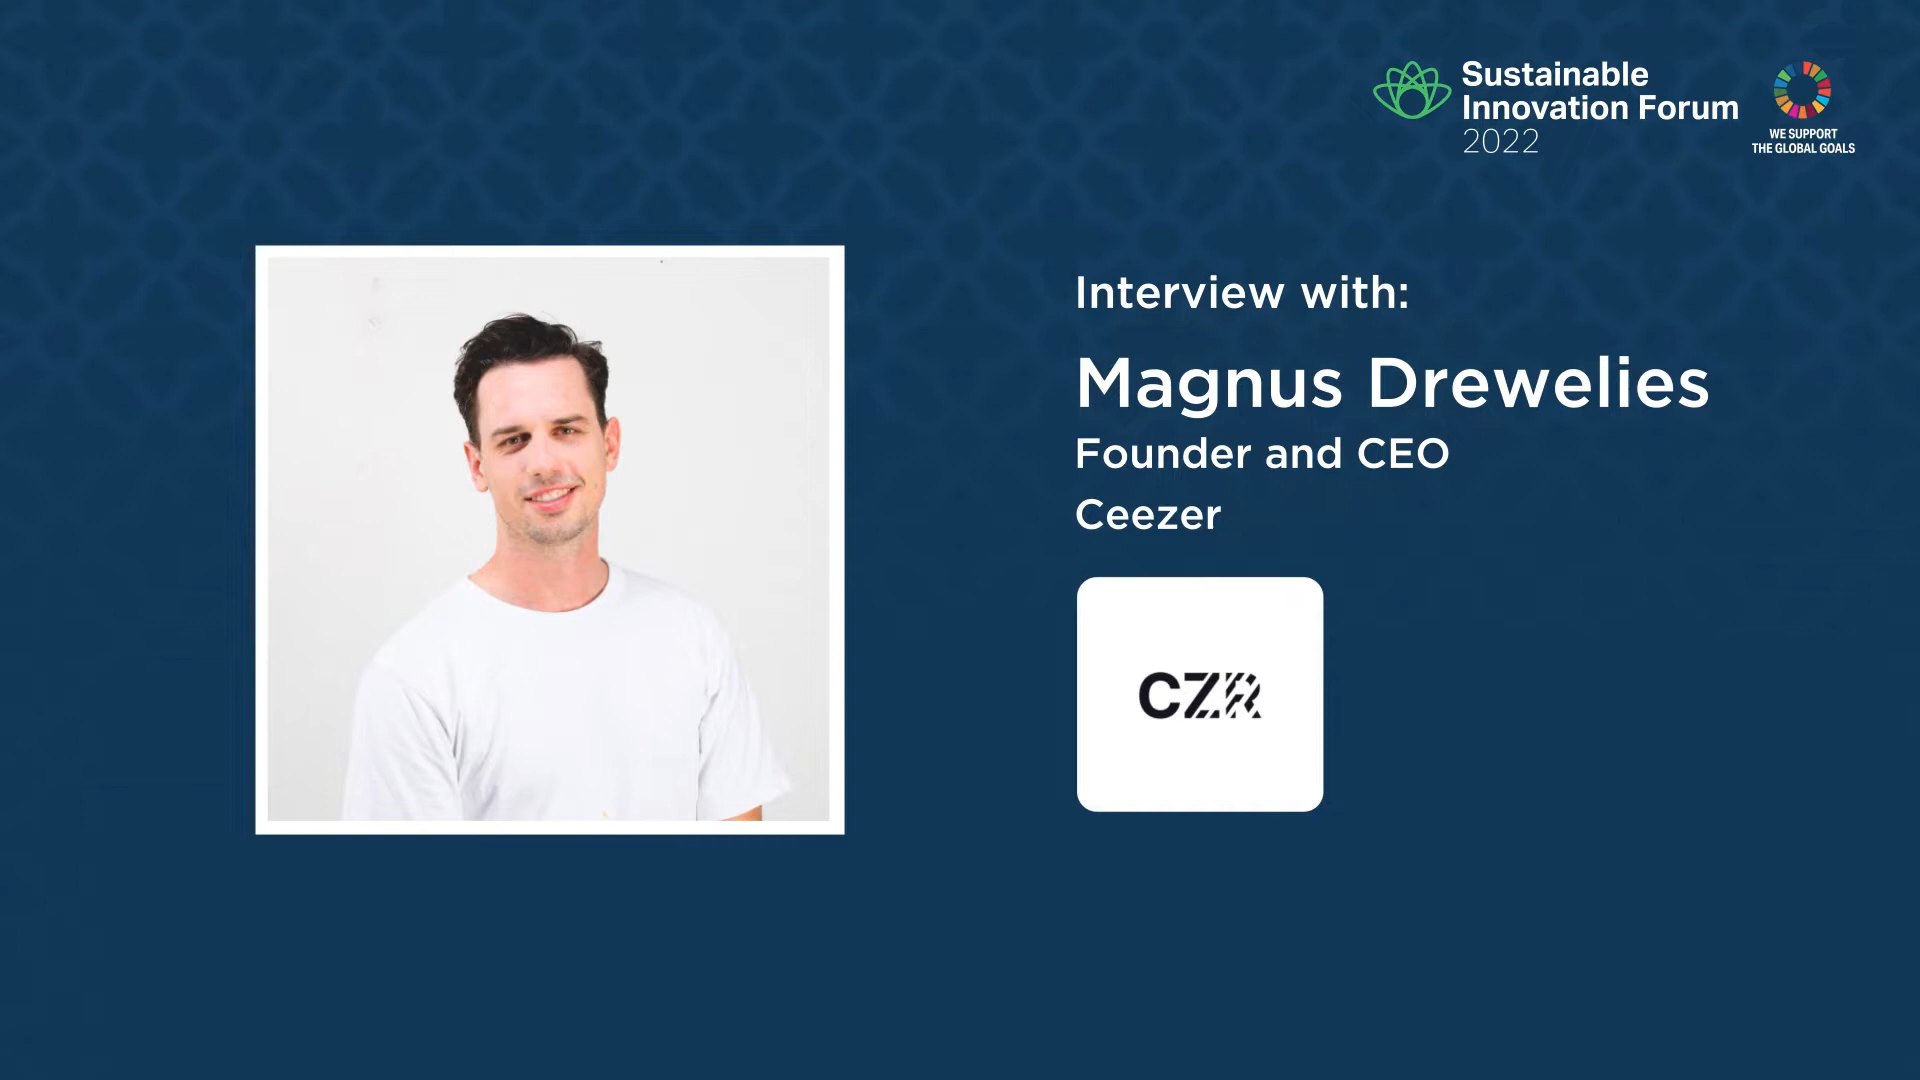 Sustainable
Innovation Forum
2022
WE SUPPORT
THE GLOBAL GOALS
Interview with:
Magnus Drewelies
Founder and CEO
Ceezer
CZR